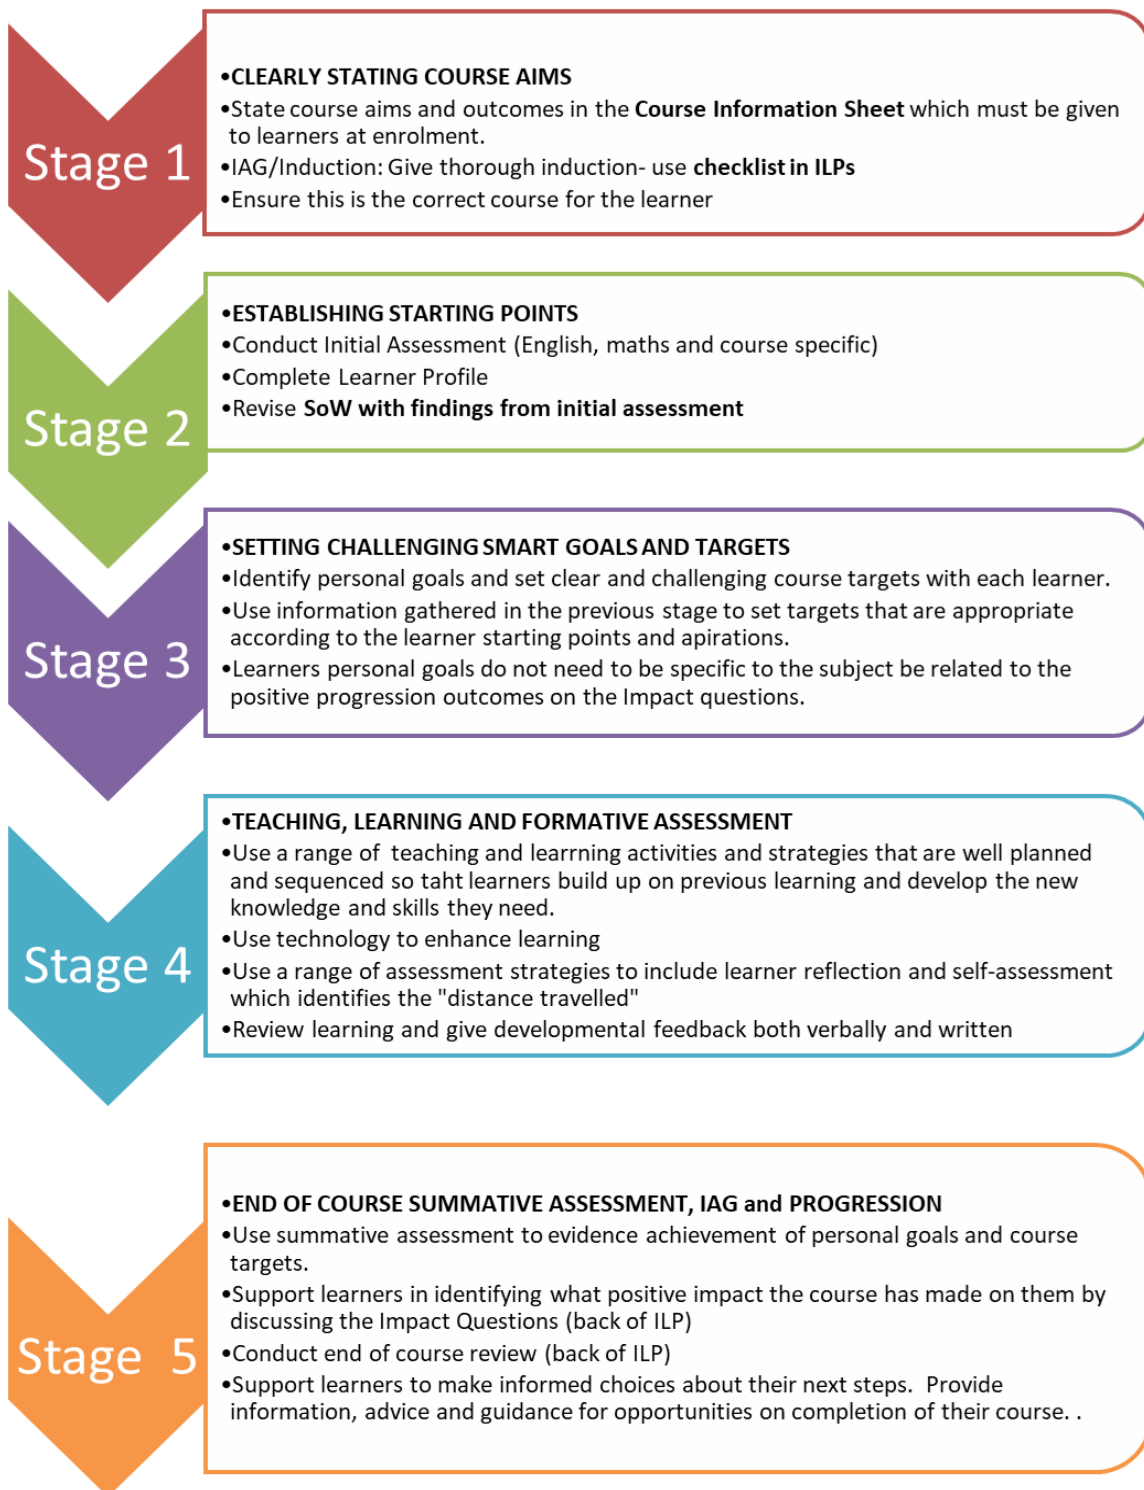 Stage 1
•CLEARLY STATING COURSE AIMS
•State course aims and outcomes in the Course Information Sheet which must be given
to learners at enrolment.
•IAG/Induction: Give thorough induction- use checklist in ILPs
•Ensure this is the correct course for the learner
Stage 2
•ESTABLISHING STARTING POINTS
•Conduct Initial Assessment (English, maths and course specific)
•Complete Learner Profile
•Revise SoW with findings from initial assessment
Stage 3
•SETTING CHALLENGING SMART GOALS AND TARGETS
•Identify personal goals and set clear and challenging course targets with each learner.
•Use information gathered in the previous stage to set targets that are appropriate
according to the learner starting points and apirations.
•Learners personal goals do not need to be specific to the subject be related to the
positive progression outcomes on the Impact questions.
Stage 4
•TEACHING, LEARNING AND FORMATIVE ASSESSMENT
•Use a range of  teaching and learrning activities and strategies that are well planned
and sequenced so taht learners build up on previous learning and develop the new
knowledge and skills they need.
•Use technology to enhance learning
•Use a range of assessment strategies to include learner reflection and self-assessment
which identifies the "distance travelled"
•Review learning and give developmental feedback both verbally and written
Stage  5
•END OF COURSE SUMMATIVE ASSESSMENT, IAG and PROGRESSION
•Use summative assessment to evidence achievement of personal goals and course
targets.
•Support learners in identifying what positive impact the course has made on them by
discussing the Impact Questions (back of ILP)
•Conduct end of course review (back of ILP)
•Support learners to make informed choices about their next steps.  Provide
information, advice and guidance for opportunities on completion of their course. .